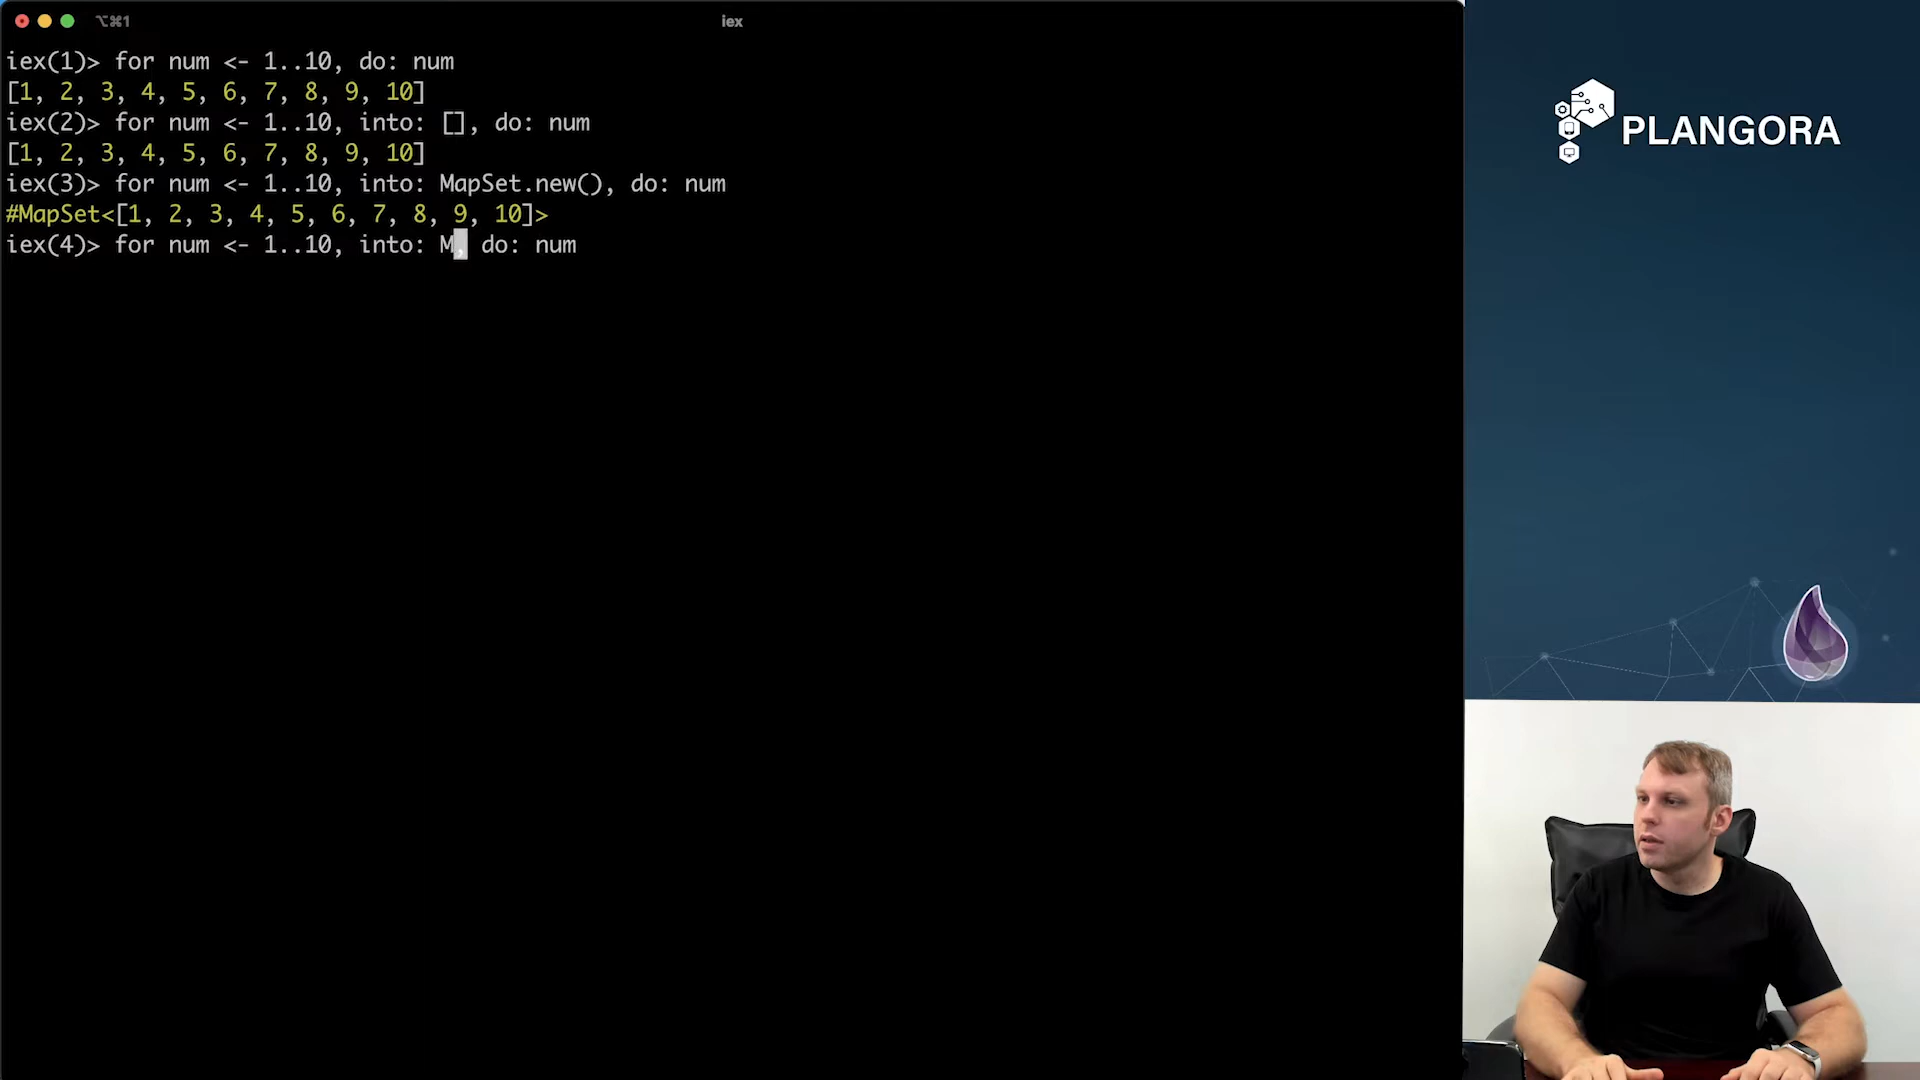 ⌥⌘1
iex
iex(1)> for num <- 1..10, do: num
[1, 2, 3, 4, 5, 6, 7, 8, 9, 10]
iex(2)> for num <- 1..10, into: [], do: num
[1, 2, 3, 4, 5, 6, 7, 8, 9, 10]
iex(3)> for num <- 1..10, into: MapSet.new(), do: num
#MapSet<[1, 2, 3, 4, 5, 6, 7, 8, 9, 10]>
iex(4)> for num <- 1..10, into: M, do: num
PLANGORA